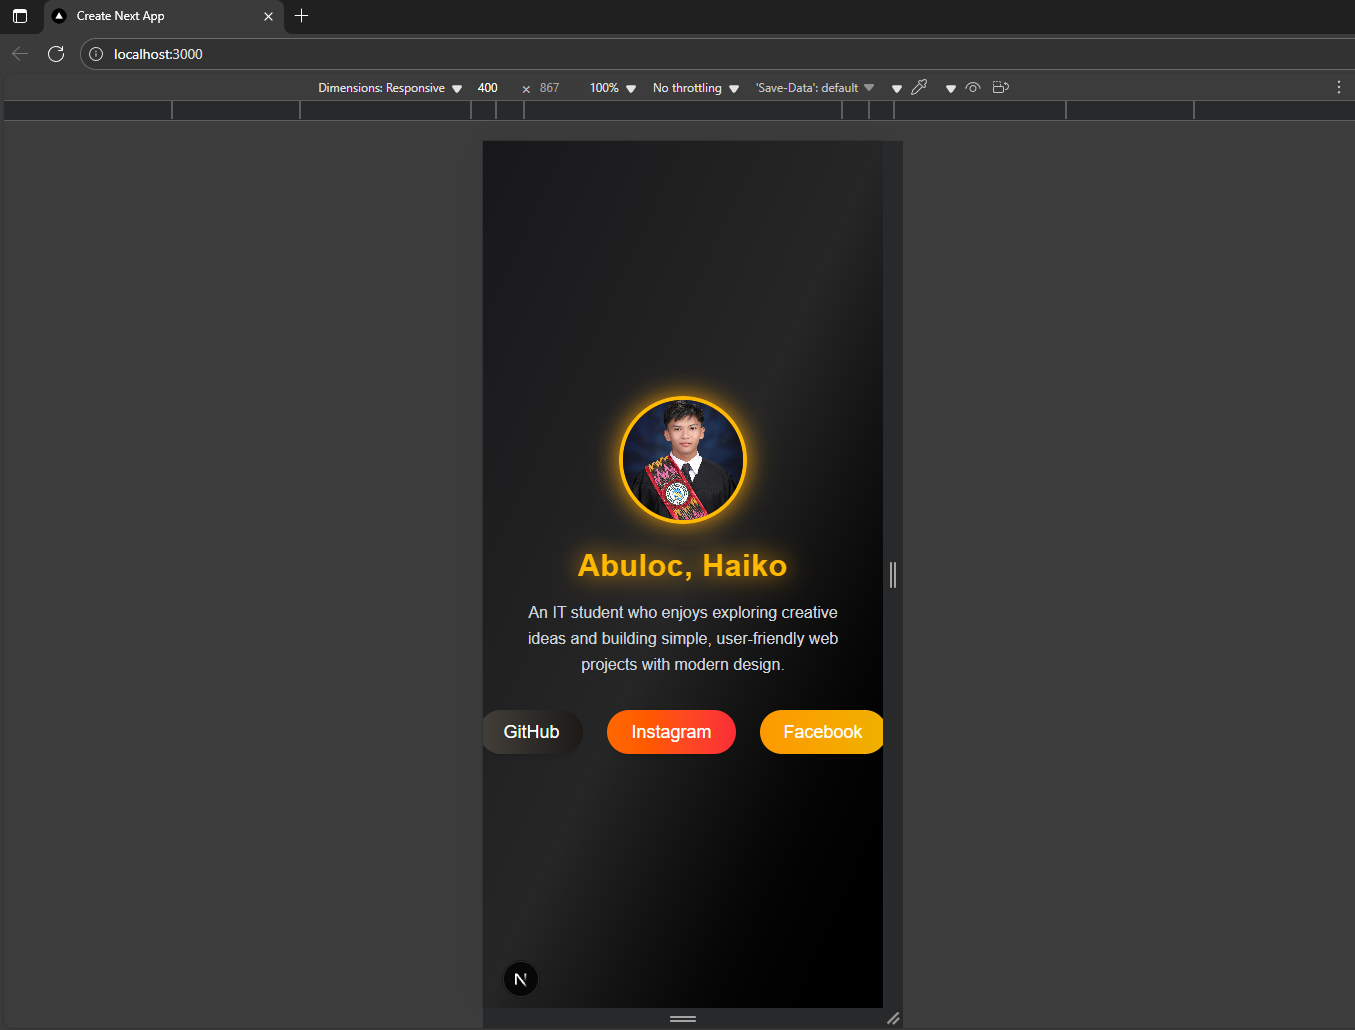 Create Next App
localhost:3000
Dimensions: Responsive 400 × 867 100% No throttling 'Save-Data': default
Abuloc, Haiko
An IT student who enjoys exploring creative
ideas and building simple, user-friendly web
projects with modern design.
GitHub Instagram Facebook
N